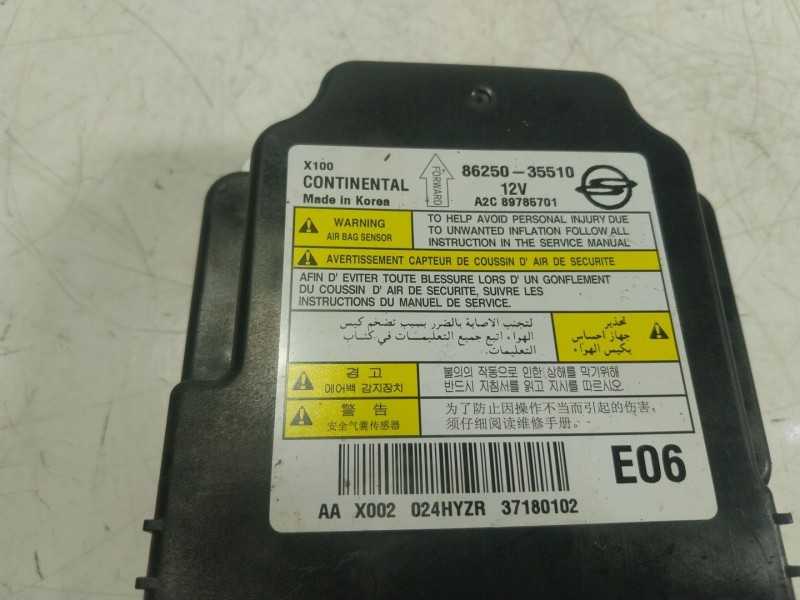 X100
CONTINENTAL
Made in Korea
FORWARD
86250-35510
12V
A2C 89785701
WARNING
AIR BAG SENSOR
TO HELP AVOID PERSONAL INJURY DUE
TO UNWANTED INFLATION FOLLOW ALL
INSTRUCTION IN THE SERVICE MANUAL
AVERTISSEMENT CAPTEUR DE COUSSIN D' AIR DE SECURITE
AFIN D' EVITER TOUTE BLESSURE LORS D' UN GONFLEMENT
DU COUSSIN D' AIR DE SECURITE, SUIVRE LES
INSTRUCTIONS DU MANUEL DE SERVICE.
تحذير
جهاز احساس
بكيس الهواء
لتجنب الاصابة بالضرر بسبب تضخم كيس
الهواء اتبع جميع التعليمات في كتاب
التعليمات.
경 고
에어백 감지장치
불의의 작동으로 인한 상해를 막기위해
반드시 지침서를 읽고 지시를 따르시오.
警 告
安全气囊传感器
为了防止因操作不当而引起的伤害,
须仔细阅读维修手册.
E06
AA X002 024HYZR 37180102